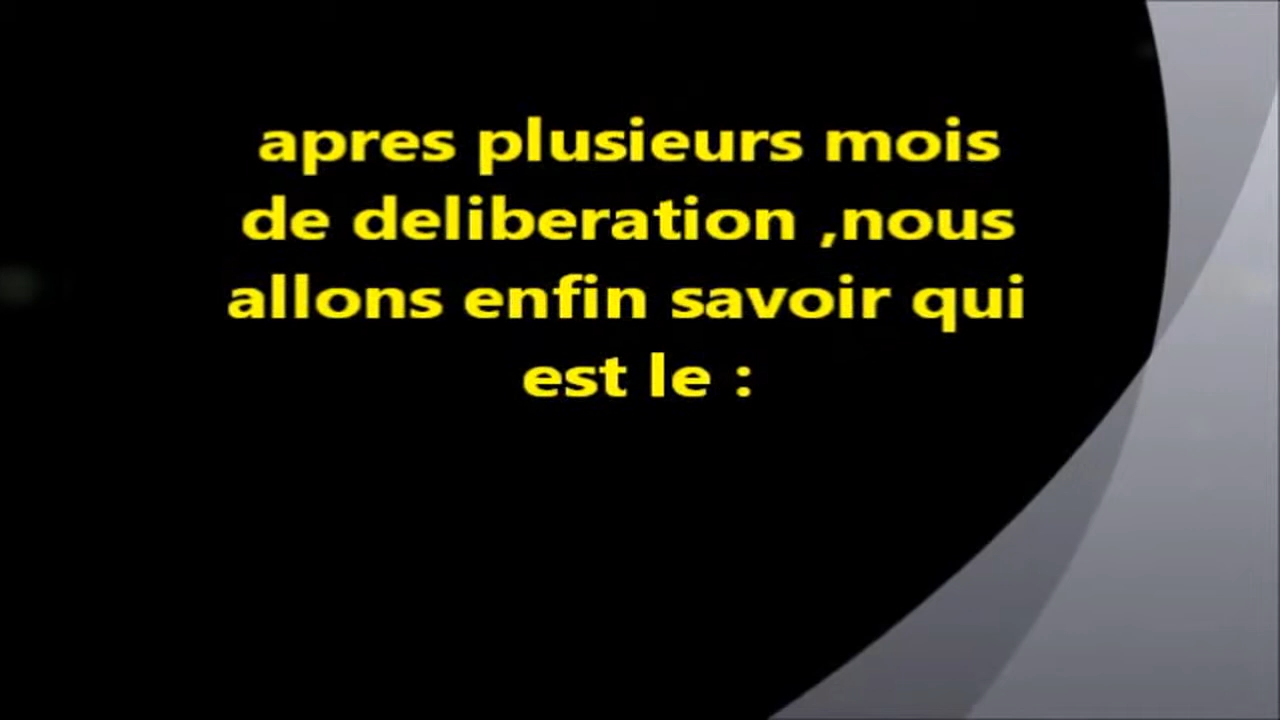 apres plusieurs mois
de deliberation ,nous
allons enfin savoir qui
est le :